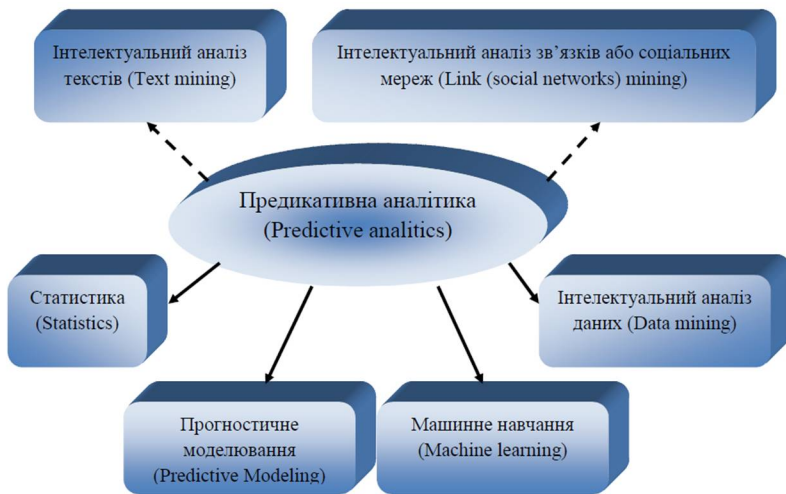 Інтелектуальний аналіз
текстів (Text mining)
Інтелектуальний аналіз зв’язків або соціальних
мереж (Link (social networks) mining)
Предикативна аналітика
(Predictive analitics)
Статистика
(Statistics)
Інтелектуальний аналіз
даних (Data mining)
Прогностичне
моделювання
(Predictive Modeling)
Машинне навчання
(Machine learning)